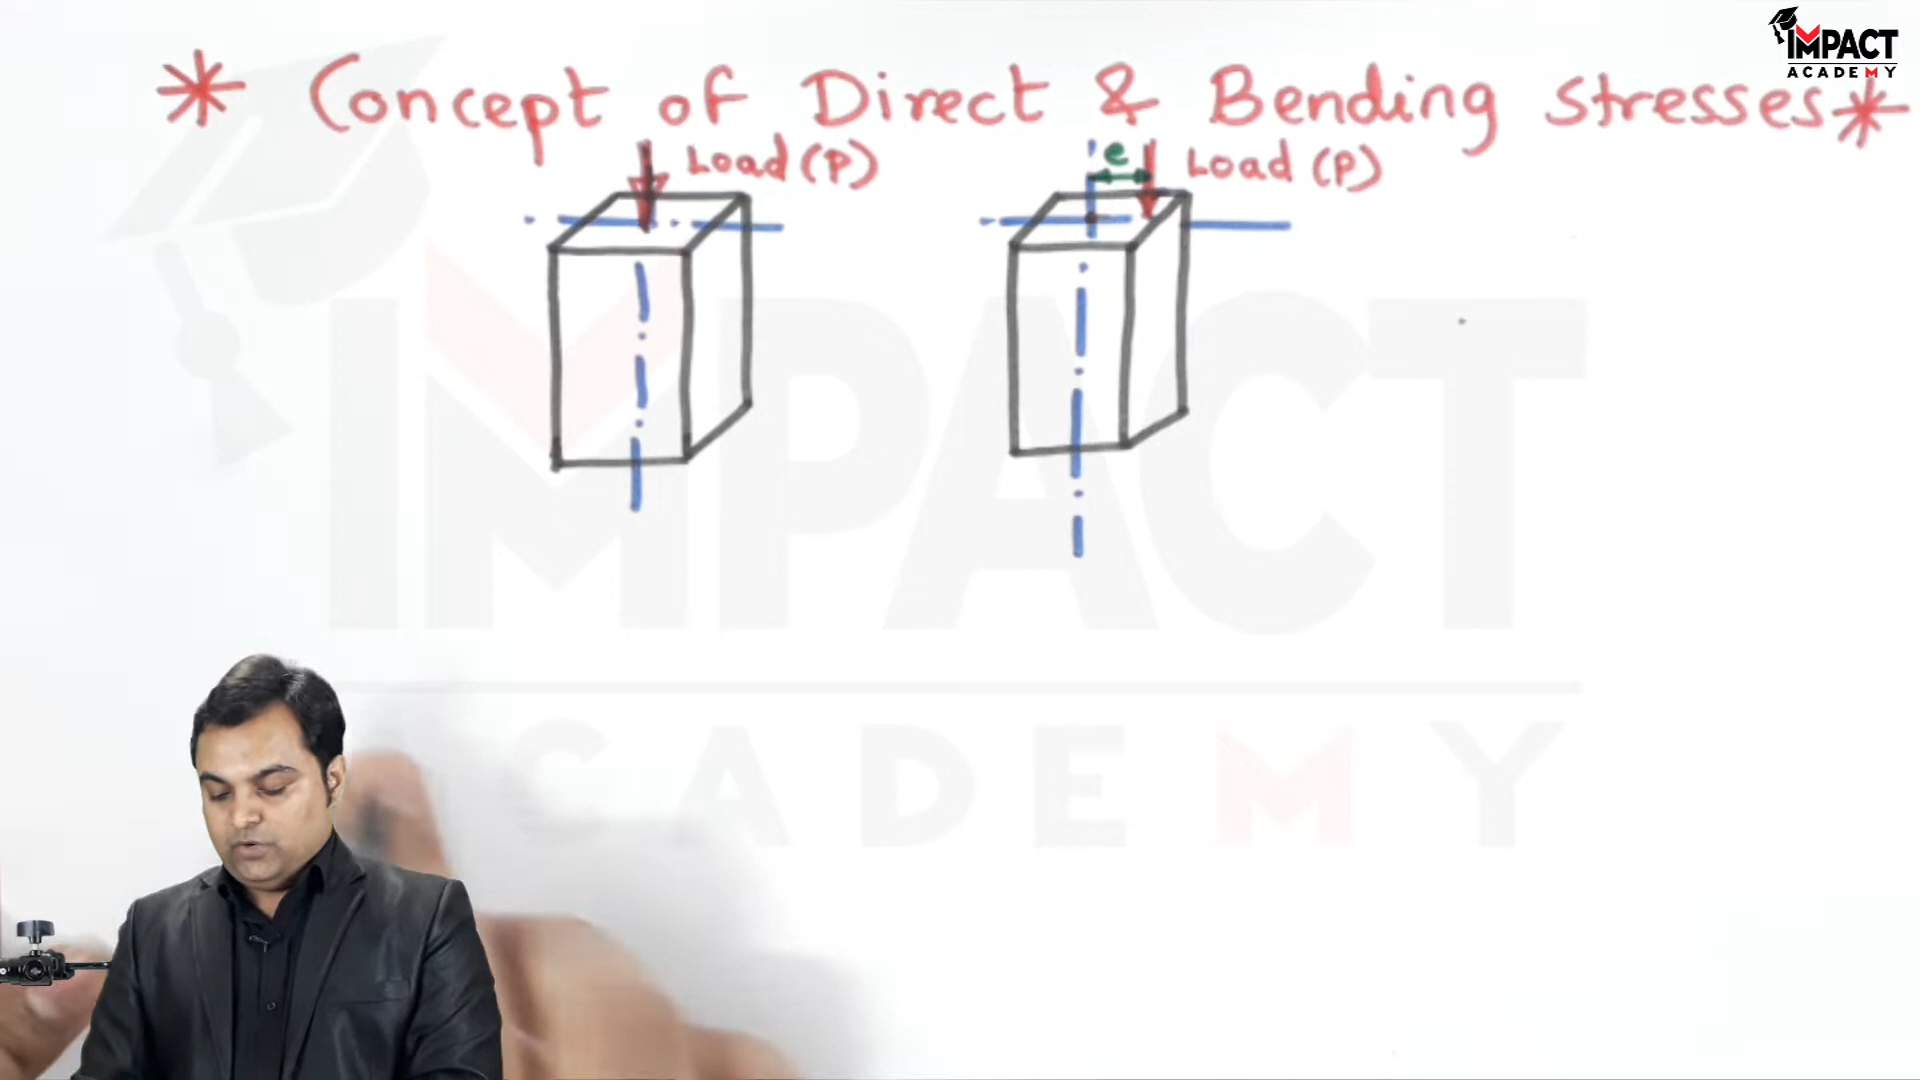 IMPACT
ACADEMY
* Concept of Direct & Bending stresses *
Load (P)
e
Load (P)
IMPACT
ACADEMY